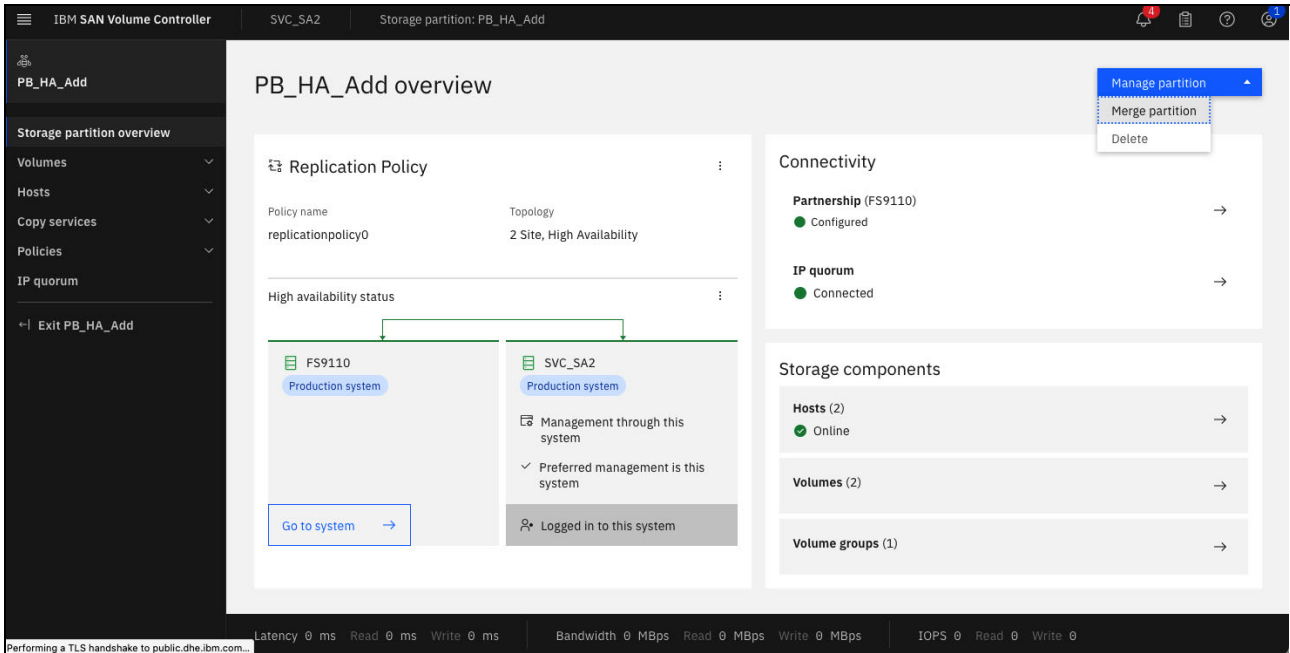 IBM SAN Volume Controller
SVC_SA2
Storage partition: PB_HA_Add
4
1
PB_HA_Add
Storage partition overview
Volumes
Hosts
Copy services
Policies
IP quorum
Exit PB_HA_Add
PB_HA_Add overview
Manage partition
Merge partition
Delete
Replication Policy
Policy name
replicationpolicy0
Topology
2 Site, High Availability
High availability status
FS9110
Production system
Go to system
SVC_SA2
Production system
Management through this
system
Preferred management is this
system
Logged in to this system
Connectivity
Partnership (FS9110)
Configured
IP quorum
Connected
Storage components
Hosts (2)
Online
Volumes (2)
Volume groups (1)
Latency 0 ms Read 0 ms Write 0 ms
Bandwidth 0 MBps Read 0 MBps Write 0 MBps
IOPS 0 Read 0 Write 0
Performing a TLS handshake to public.dhe.ibm.com...